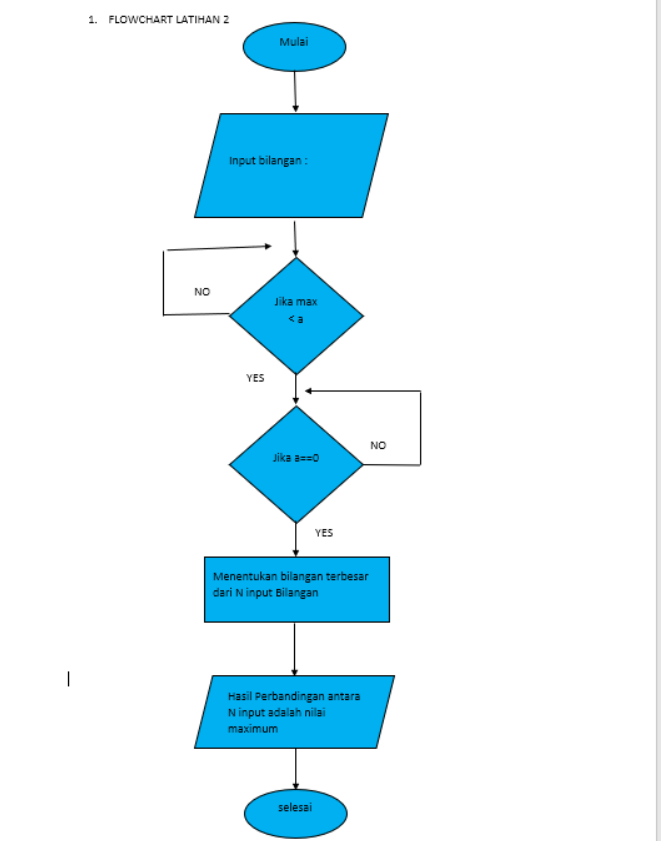 1. FLOWCHART LATIHAN 2
Mulai
Input bilangan :
NO
Jika max
< a
YES
NO
Jika a==0
YES
Menentukan bilangan terbesar
dari N input Bilangan
Hasil Perbandingan antara
N input adalah nilai
maximum
selesai